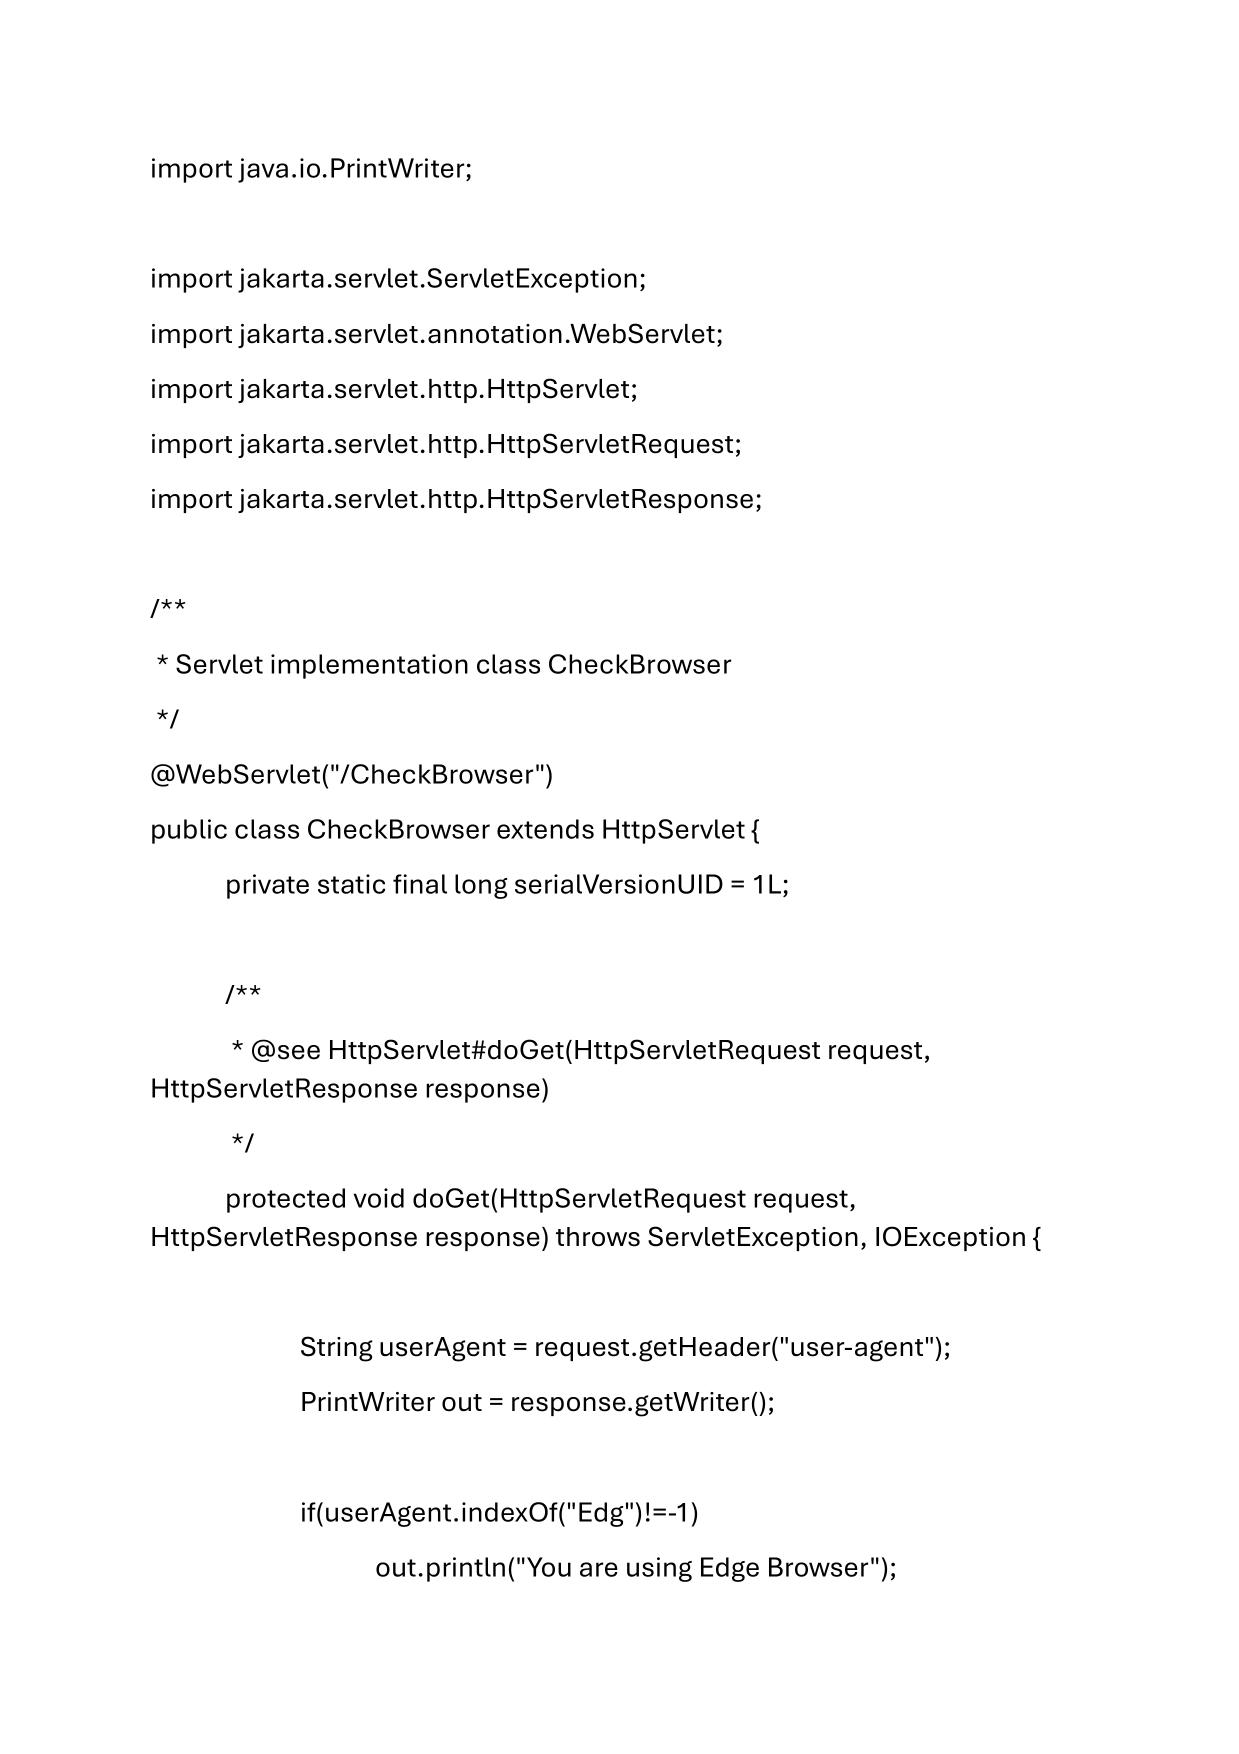 import java.io.PrintWriter;
import jakarta.servlet.ServletException;
import jakarta.servlet.annotation.WebServlet;
import jakarta.servlet.http.HttpServlet;
import jakarta.servlet.http.HttpServletRequest;
import jakarta.servlet.http.HttpServletResponse;
/**
 * Servlet implementation class CheckBrowser
 */
@WebServlet("/CheckBrowser")
public class CheckBrowser extends HttpServlet {
private static final long serialVersionUID = 1L;
/**
 * @see HttpServlet#doGet(HttpServletRequest request,
HttpServletResponse response)
 */
protected void doGet(HttpServletRequest request,
HttpServletResponse response) throws ServletException, IOException {
String userAgent = request.getHeader("user-agent");
PrintWriter out = response.getWriter();
if(userAgent.indexOf("Edg")!=-1)
out.println("You are using Edge Browser");